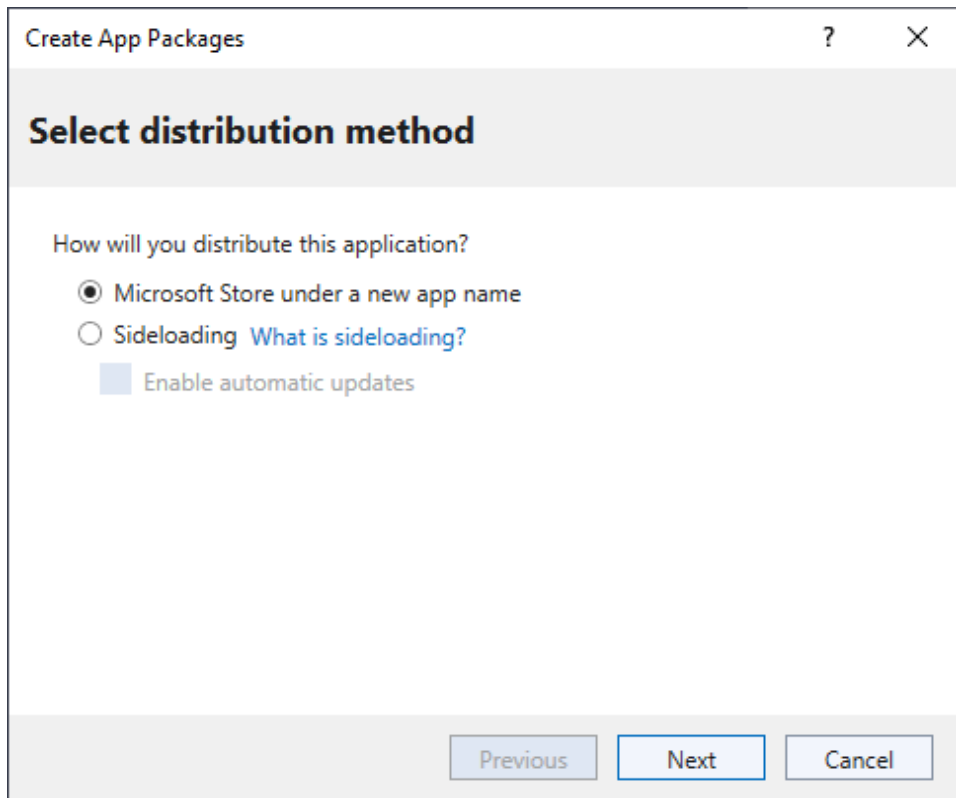 Create App Packages ?
Select distribution method
How will you distribute this application?
Microsoft Store under a new app name
Sideloading What is sideloading?
Enable automatic updates
Previous Next Cancel